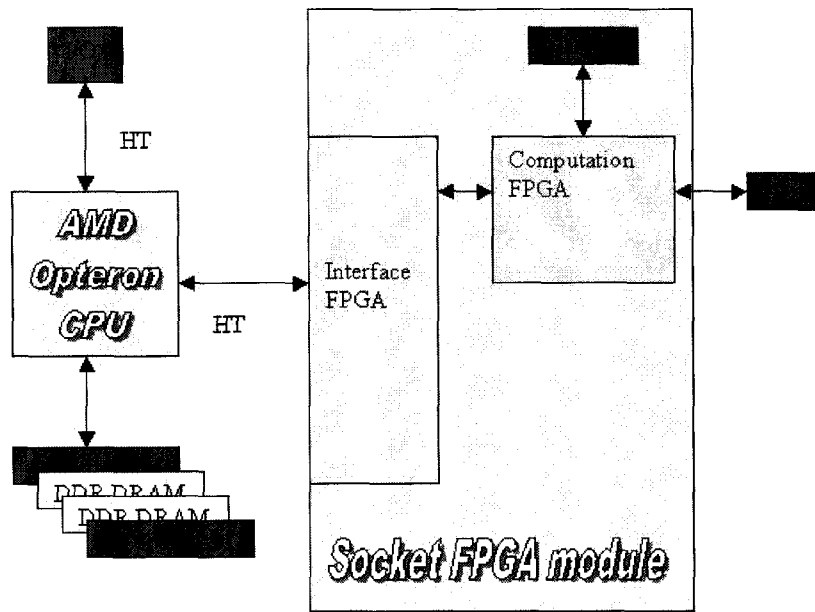 HT
AMD
Opteron
CPU
HT
DDR DRAM
DDR DRAM
Interface
FPGA
Computation
FPGA
Socket FPGA module